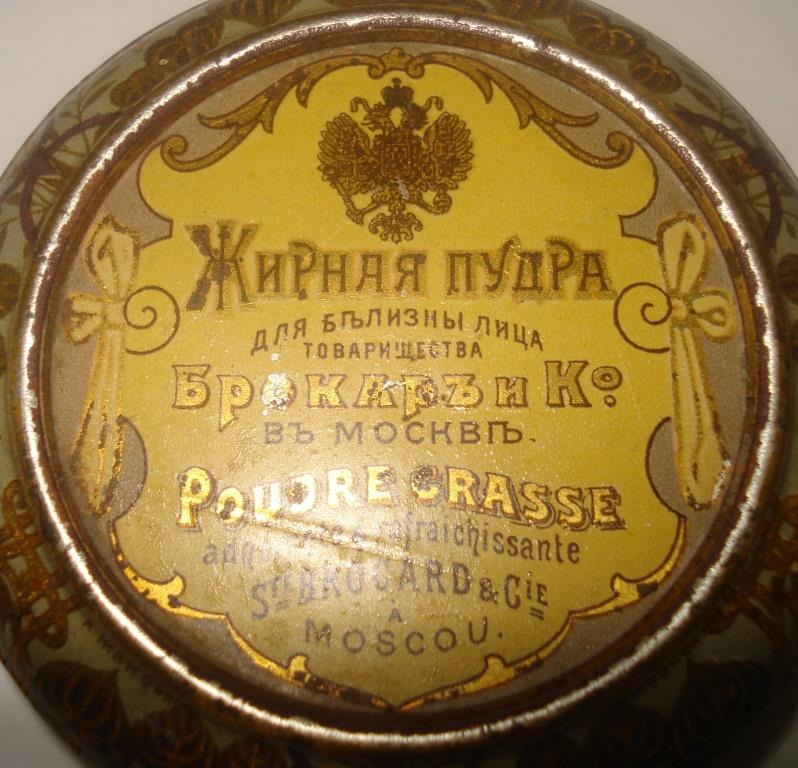 Жирная пудра
для бѣлизны лица
товарищества
Брокаръ и Ко
въ Москвѣ.
POUDRE GRASSE
rafraichissante
Sté BROCARD & Cie
A
MOSCOU.